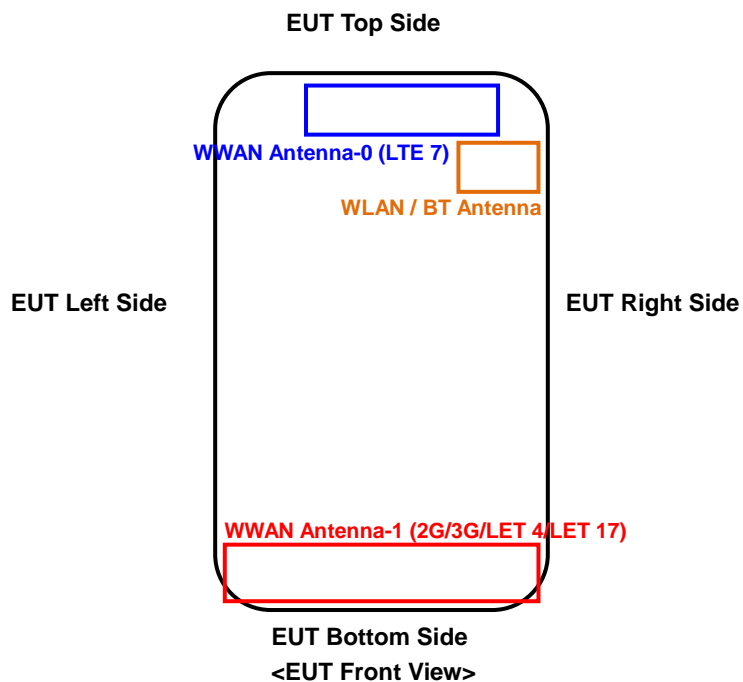 EUT Top Side
WWAN Antenna-0 (LTE 7)
WLAN / BT Antenna
EUT Left Side
EUT Right Side
WWAN Antenna-1 (2G/3G/LET 4/LET 17)
EUT Bottom Side
<EUT Front View>